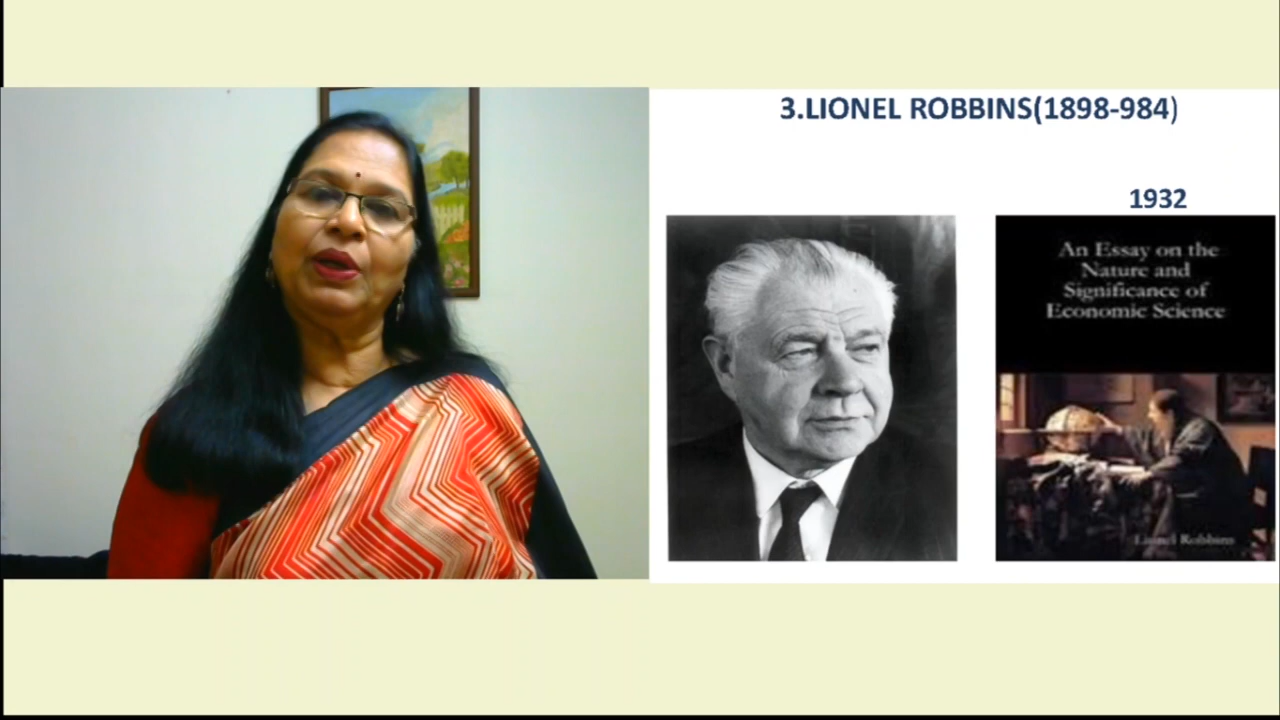 3.LIONEL ROBBINS(1898-984)
1932
An Essay on the
Nature and
Significance of
Economic Science
Lionel Robbins